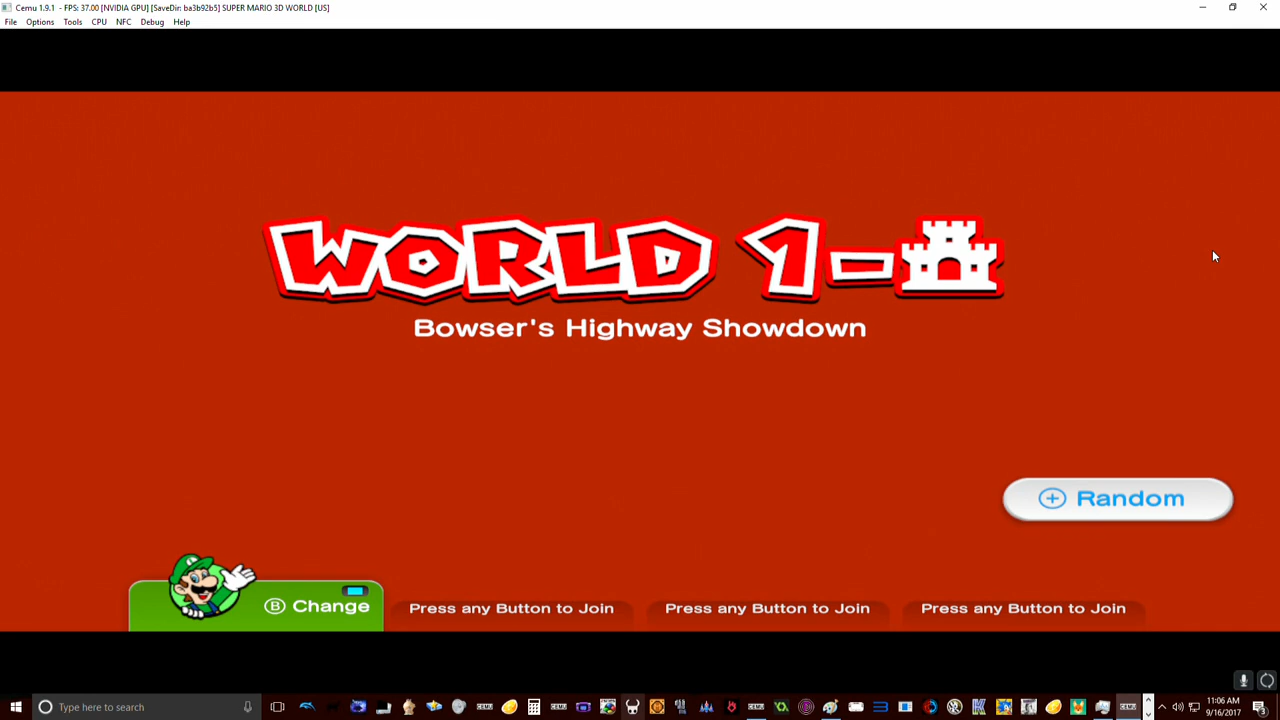 Cemu 1.9.1 - FPS: 37.00 [NVIDIA GPU] [SaveDir: ba3b92b5] SUPER MARIO 3D WORLD [US]
File Options Tools CPU NFC Debug Help
WORLD 1-
Bowser's Highway Showdown
Random
B Change
Press any Button to Join
Press any Button to Join
Press any Button to Join
Type here to search
11:06 AM
9/16/2017